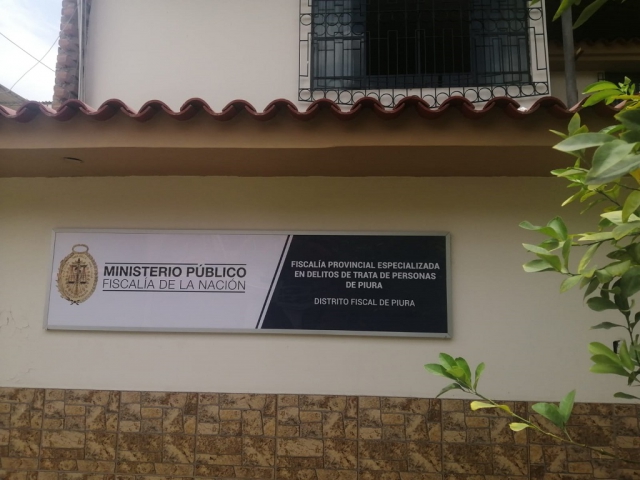 MINISTERIO PÚBLICO
FISCALÍA DE LA NACIÓN
FISCALÍA PROVINCIAL ESPECIALIZADA
EN DELITOS DE TRATA DE PERSONAS
DE PIURA
DISTRITO FISCAL DE PIURA